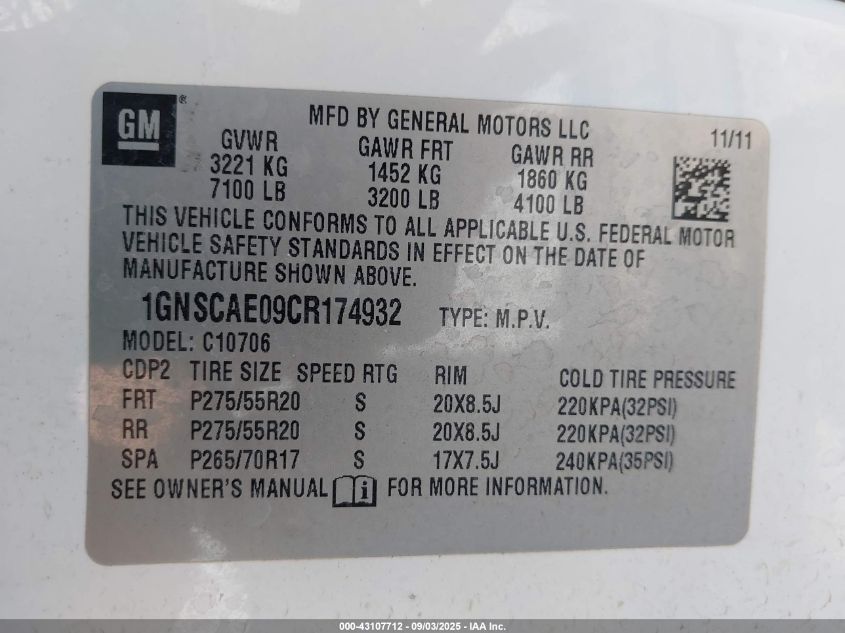 GM ®
MFD BY GENERAL MOTORS LLC 11/11
GVWR GAWR FRT GAWR RR
3221 KG 1452 KG 1860 KG
7100 LB 3200 LB 4100 LB
THIS VEHICLE CONFORMS TO ALL APPLICABLE U.S. FEDERAL MOTOR
VEHICLE SAFETY STANDARDS IN EFFECT ON THE DATE OF
MANUFACTURE SHOWN ABOVE.
1GNSCAE09CR174932 TYPE: M.P.V.
MODEL: C10706
CDP2 TIRE SIZE SPEED RTG RIM COLD TIRE PRESSURE
FRT P275/55R20 S 20X8.5J 220KPA(32PSI)
RR P275/55R20 S 20X8.5J 220KPA(32PSI)
SPA P265/70R17 S 17X7.5J 240KPA(35PSI)
SEE OWNER'S MANUAL i FOR MORE INFORMATION.
000-43107712 - 09/03/2025 - IAA Inc.